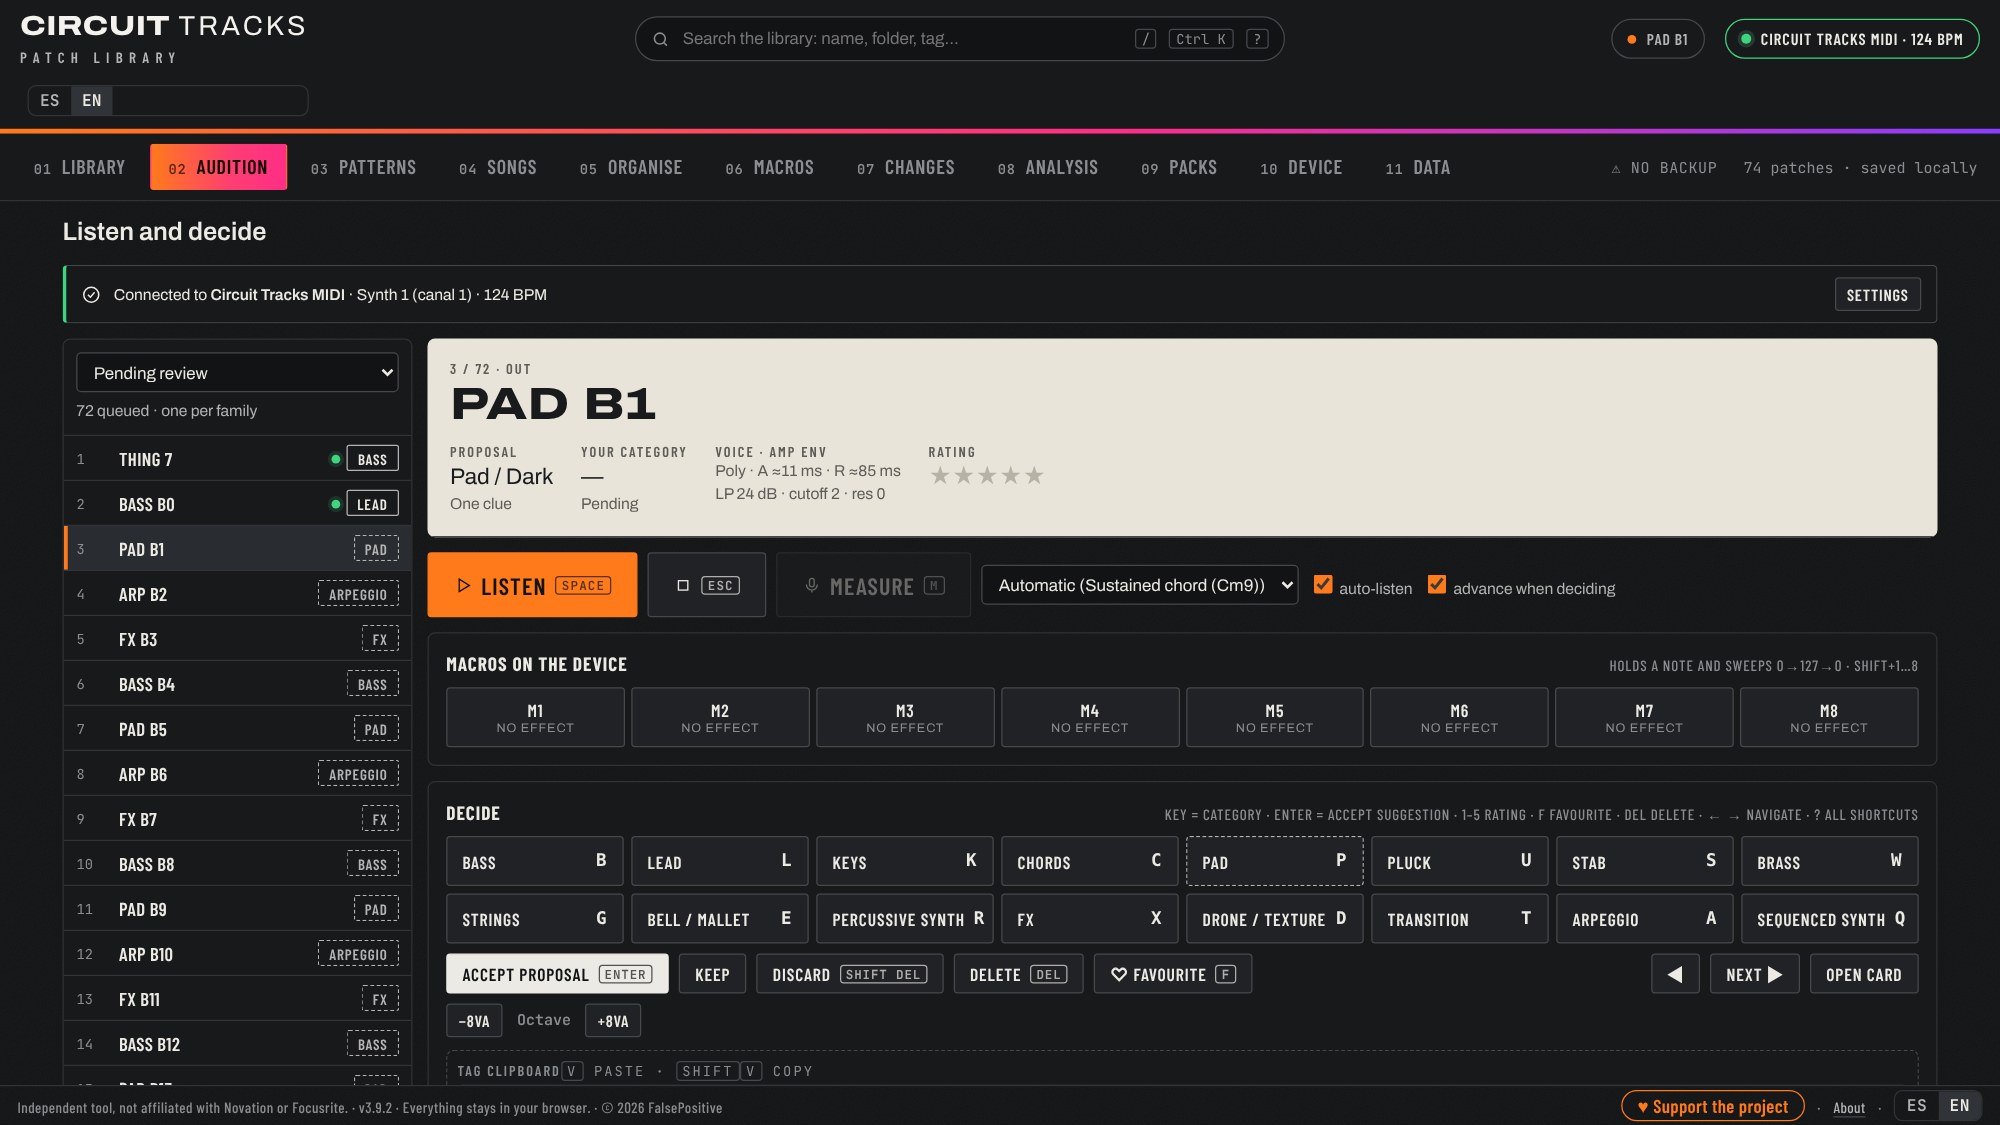 CIRCUIT TRACKS
PATCH LIBRARY
Search the library: name, folder, tag... / Ctrl K ?
PAD B1
CIRCUIT TRACKS MIDI · 124 BPM
ES EN
01 LIBRARY 02 AUDITION 03 PATTERNS 04 SONGS 05 ORGANISE 06 MACROS 07 CHANGES 08 ANALYSIS 09 PACKS 10 DEVICE 11 DATA
⚠ NO BACKUP 74 patches · saved locally
Listen and decide
Connected to Circuit Tracks MIDI · Synth 1 (canal 1) · 124 BPM
SETTINGS
Pending review
72 queued · one per family
1 THING 7 BASS
2 BASS B0 LEAD
3 PAD B1 PAD
4 ARP B2 ARPEGGIO
5 FX B3 FX
6 BASS B4 BASS
7 PAD B5 PAD
8 ARP B6 ARPEGGIO
9 FX B7 FX
10 BASS B8 BASS
11 PAD B9 PAD
12 ARP B10 ARPEGGIO
13 FX B11 FX
14 BASS B12 BASS
3 / 72 · OUT
PAD B1
PROPOSAL
Pad / Dark
One clue
YOUR CATEGORY
—
Pending
VOICE · AMP ENV
Poly · A ≈11 ms · R ≈85 ms
LP 24 dB · cutoff 2 · res 0
RATING
★★★★★
LISTEN SPACE
ESC
MEASURE M
Automatic (Sustained chord (Cm9))
auto-listen
advance when deciding
MACROS ON THE DEVICE
HOLDS A NOTE AND SWEEPS 0→127→0 · SHIFT+1…8
M1 NO EFFECT
M2 NO EFFECT
M3 NO EFFECT
M4 NO EFFECT
M5 NO EFFECT
M6 NO EFFECT
M7 NO EFFECT
M8 NO EFFECT
DECIDE
KEY = CATEGORY · ENTER = ACCEPT SUGGESTION · 1-5 RATING · F FAVOURITE · DEL DELETE · ← → NAVIGATE · ? ALL SHORTCUTS
BASS B LEAD L KEYS K CHORDS C PAD P PLUCK U STAB S BRASS W
STRINGS G BELL / MALLET E PERCUSSIVE SYNTH R FX X DRONE / TEXTURE D TRANSITION T ARPEGGIO A SEQUENCED SYNTH Q
ACCEPT PROPOSAL ENTER KEEP DISCARD SHIFT DEL DELETE DEL ♡ FAVOURITE F ◀ NEXT ▶ OPEN CARD
−8VA Octave +8VA
TAG CLIPBOARD V PASTE · SHIFT V COPY
Independent tool, not affiliated with Novation or Focusrite. · v3.9.2 · Everything stays in your browser. · © 2026 FalsePositive
♥ Support the project · About · ES EN